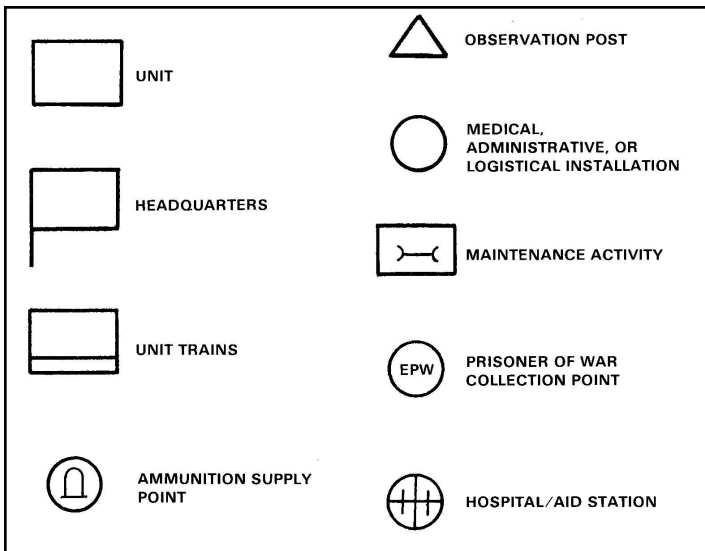 UNIT
HEADQUARTERS
UNIT TRAINS
AMMUNITION SUPPLY
POINT
OBSERVATION POST
MEDICAL,
ADMINISTRATIVE, OR
LOGISTICAL INSTALLATION
MAINTENANCE ACTIVITY
EPW
PRISONER OF WAR
COLLECTION POINT
HOSPITAL/AID STATION